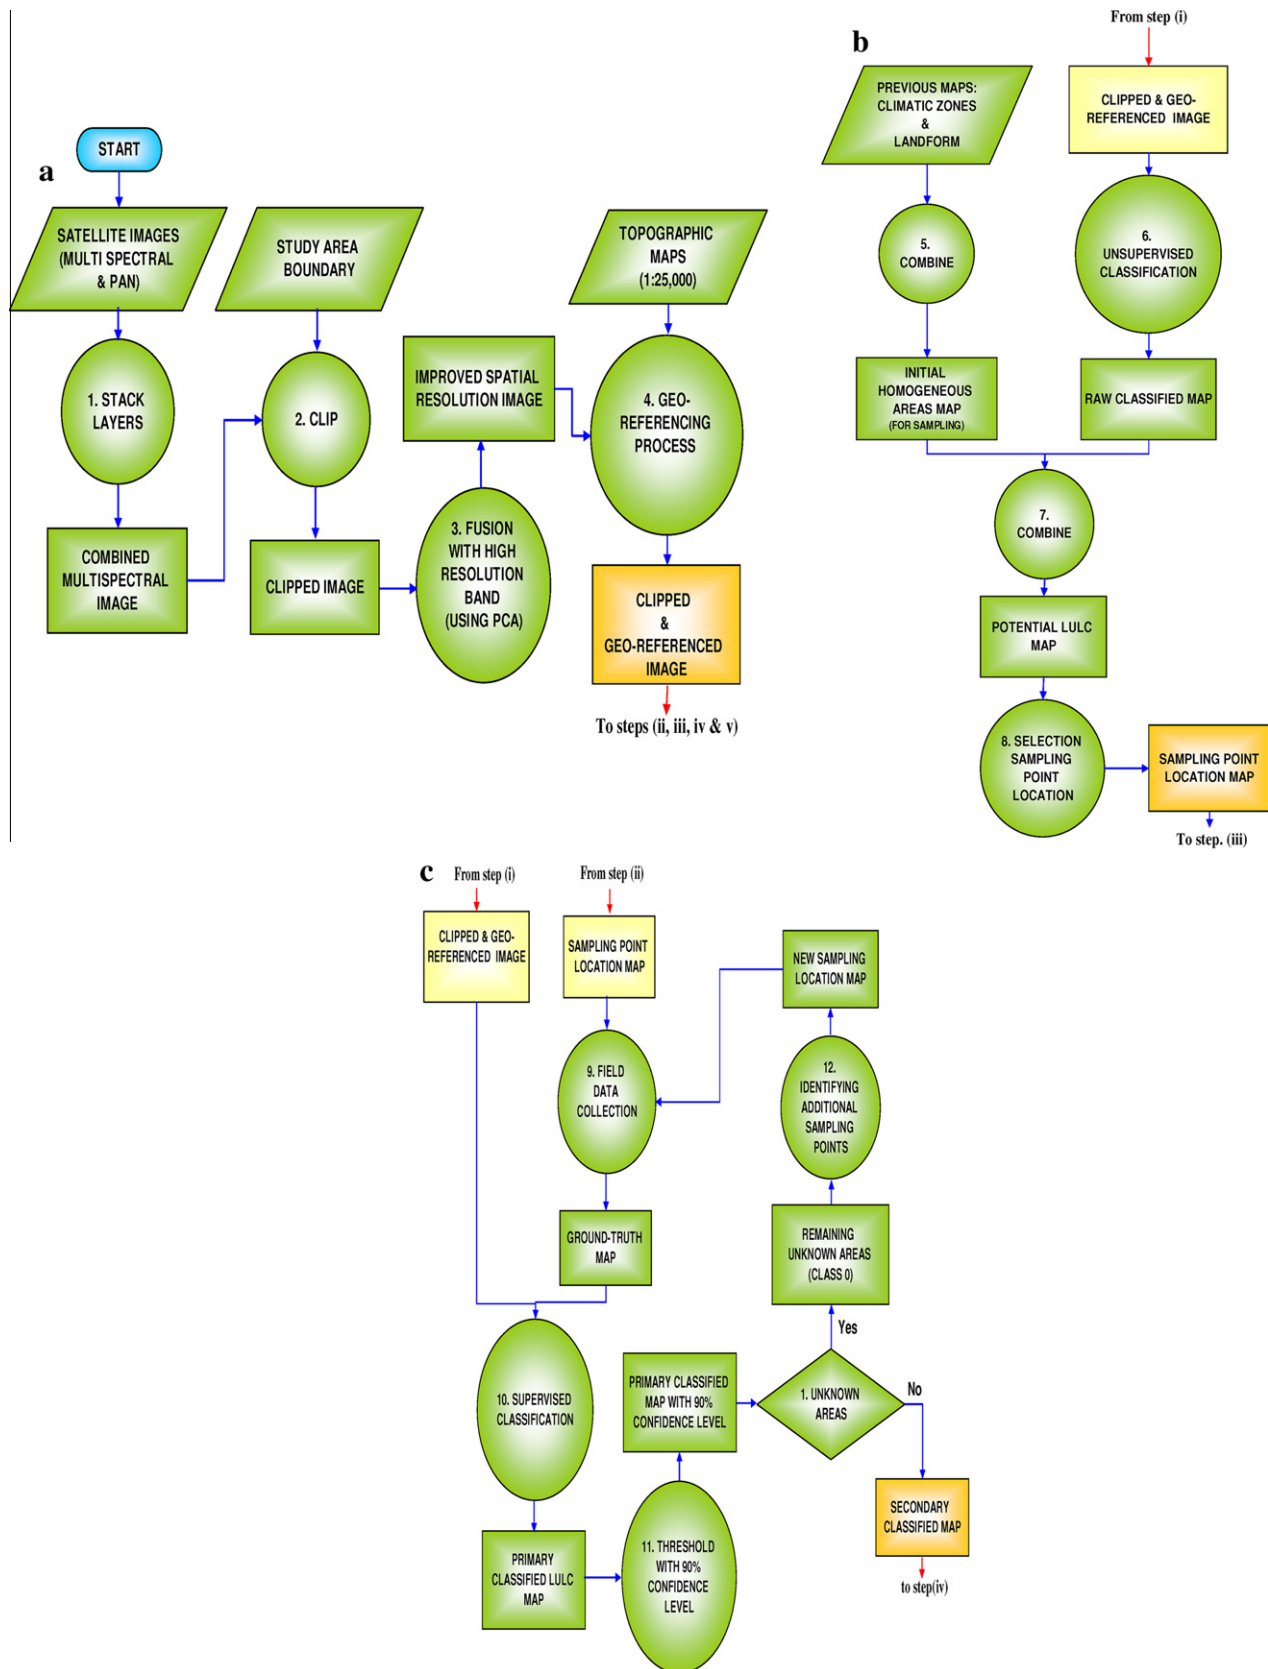 a
START
SATELLITE IMAGES
(MULTI SPECTRAL
& PAN)
STUDY AREA
BOUNDARY
TOPOGRAPHIC
MAPS
(1:25,000)
1. STACK
LAYERS
2. CLIP
IMPROVED SPATIAL
RESOLUTION IMAGE
4. GEO-
REFERENCING
PROCESS
COMBINED
MULTISPECTRAL
IMAGE
CLIPPED IMAGE
3. FUSION
WITH HIGH
RESOLUTION
BAND
(USING PCA)
CLIPPED
&
GEO-REFERENCED
IMAGE
To steps (ii, iii, iv & v)
b
From step (i)
PREVIOUS MAPS:
CLIMATIC ZONES
&
LANDFORM
CLIPPED & GEO-
REFERENCED IMAGE
5.
COMBINE
6.
UNSUPERVISED
CLASSIFICATION
INITIAL
HOMOGENEOUS
AREAS MAP
(FOR SAMPLING)
RAW CLASSIFIED MAP
7.
COMBINE
POTENTIAL LULC
MAP
8. SELECTION
SAMPLING
POINT
LOCATION
SAMPLING POINT
LOCATION MAP
To step. (iii)
c
From step (i)
From step (ii)
CLIPPED & GEO-
REFERENCED IMAGE
SAMPLING POINT
LOCATION MAP
NEW SAMPLING
LOCATION MAP
9. FIELD
DATA
COLLECTION
12.
IDENTIFYING
ADDITIONAL
SAMPLING
POINTS
GROUND-TRUTH
MAP
REMAINING
UNKNOWN AREAS
(CLASS 0)
Yes
10. SUPERVISED
CLASSIFICATION
PRIMARY CLASSIFIED
MAP WITH 90%
CONFIDENCE LEVEL
1. UNKNOWN
AREAS
No
SECONDARY
CLASSIFIED MAP
to step(iv)
PRIMARY
CLASSIFIED LULC
MAP
11. THRESHOLD
WITH 90%
CONFIDENCE
LEVEL